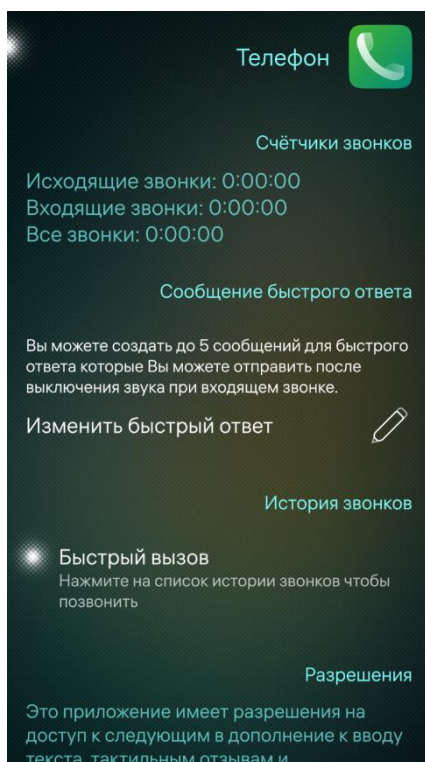 Телефон
Счётчики звонков
Исходящие звонки: 0:00:00
Входящие звонки: 0:00:00
Все звонки: 0:00:00
Сообщение быстрого ответа
Вы можете создать до 5 сообщений для быстрого
ответа которые Вы можете отправить после
выключения звука при входящем звонке.
Изменить быстрый ответ
История звонков
Быстрый вызов
Нажмите на список истории звонков чтобы
позвонить
Разрешения
Это приложение имеет разрешения на
доступ к следующим в дополнение к вводу
текста, тактильным отзывам и